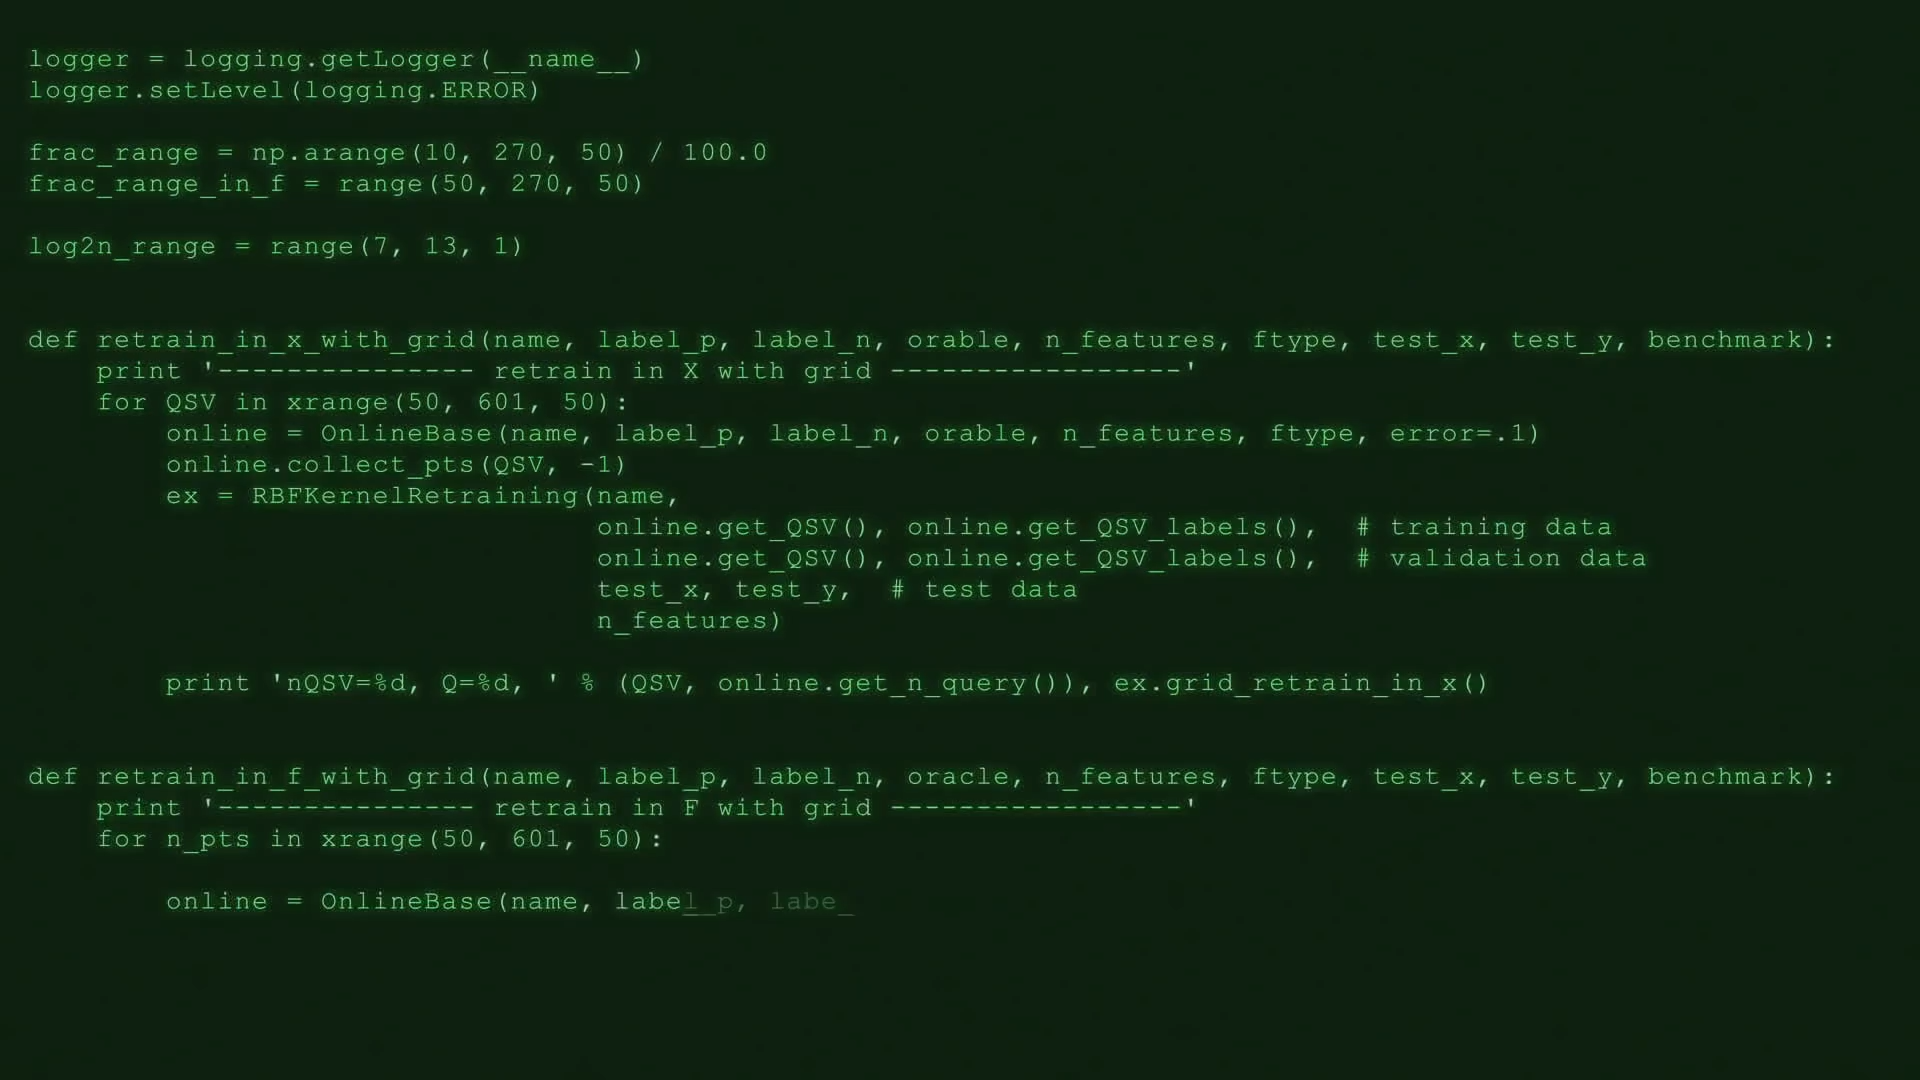 logger = logging.getLogger(__name__)
logger.setLevel(logging.ERROR)
frac_range = np.arange(10, 270, 50) / 100.0
frac_range_in_f = range(50, 270, 50)
log2n_range = range(7, 13, 1)
def retrain_in_x_with_grid(name, label_p, label_n, orable, n_features, ftype, test_x, test_y, benchmark):
    print '--------------- retrain in X with grid -----------------'
    for QSV in xrange(50, 601, 50):
        online = OnlineBase(name, label_p, label_n, orable, n_features, ftype, error=.1)
        online.collect_pts(QSV, -1)
        ex = RBFKernelRetraining(name,
                                 online.get_QSV(), online.get_QSV_labels(),  # training data
                                 online.get_QSV(), online.get_QSV_labels(),  # validation data
                                 test_x, test_y,  # test data
                                 n_features)
        print 'nQSV=%d, Q=%d, ' % (QSV, online.get_n_query()), ex.grid_retrain_in_x()
def retrain_in_f_with_grid(name, label_p, label_n, oracle, n_features, ftype, test_x, test_y, benchmark):
    print '--------------- retrain in F with grid -----------------'
    for n_pts in xrange(50, 601, 50):
        online = OnlineBase(name, label_p, labe_